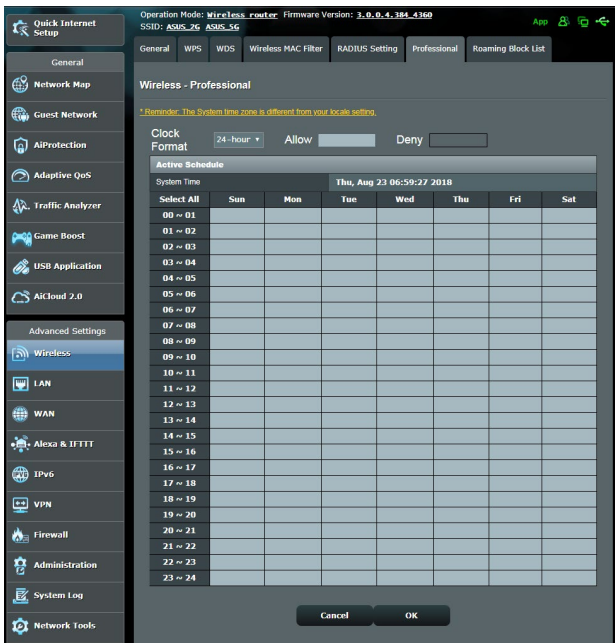 Quick Internet
Setup
General
Network Map
Guest Network
AiProtection
Adaptive QoS
Traffic Analyzer
Game Boost
USB Application
AiCloud 2.0
Advanced Settings
Wireless
LAN
WAN
Alexa & IFTTT
IPv6
VPN
Firewall
Administration
System Log
Network Tools
Operation Mode: Wireless router Firmware Version: 3.0.0.4.384_4360
SSID: ASUS_2G ASUS_5G
App
General WPS WDS Wireless MAC Filter RADIUS Setting Professional Roaming Block List
Wireless - Professional
* Reminder: The System time zone is different from your locale setting.
Clock
Format
24-hour Allow Deny
Active Schedule
System Time Thu, Aug 23 06:59:27 2018
Select All Sun Mon Tue Wed Thu Fri Sat
00 ~ 01
01 ~ 02
02 ~ 03
03 ~ 04
04 ~ 05
05 ~ 06
06 ~ 07
07 ~ 08
08 ~ 09
09 ~ 10
10 ~ 11
11 ~ 12
12 ~ 13
13 ~ 14
14 ~ 15
15 ~ 16
16 ~ 17
17 ~ 18
18 ~ 19
19 ~ 20
20 ~ 21
21 ~ 22
22 ~ 23
23 ~ 24
Cancel OK